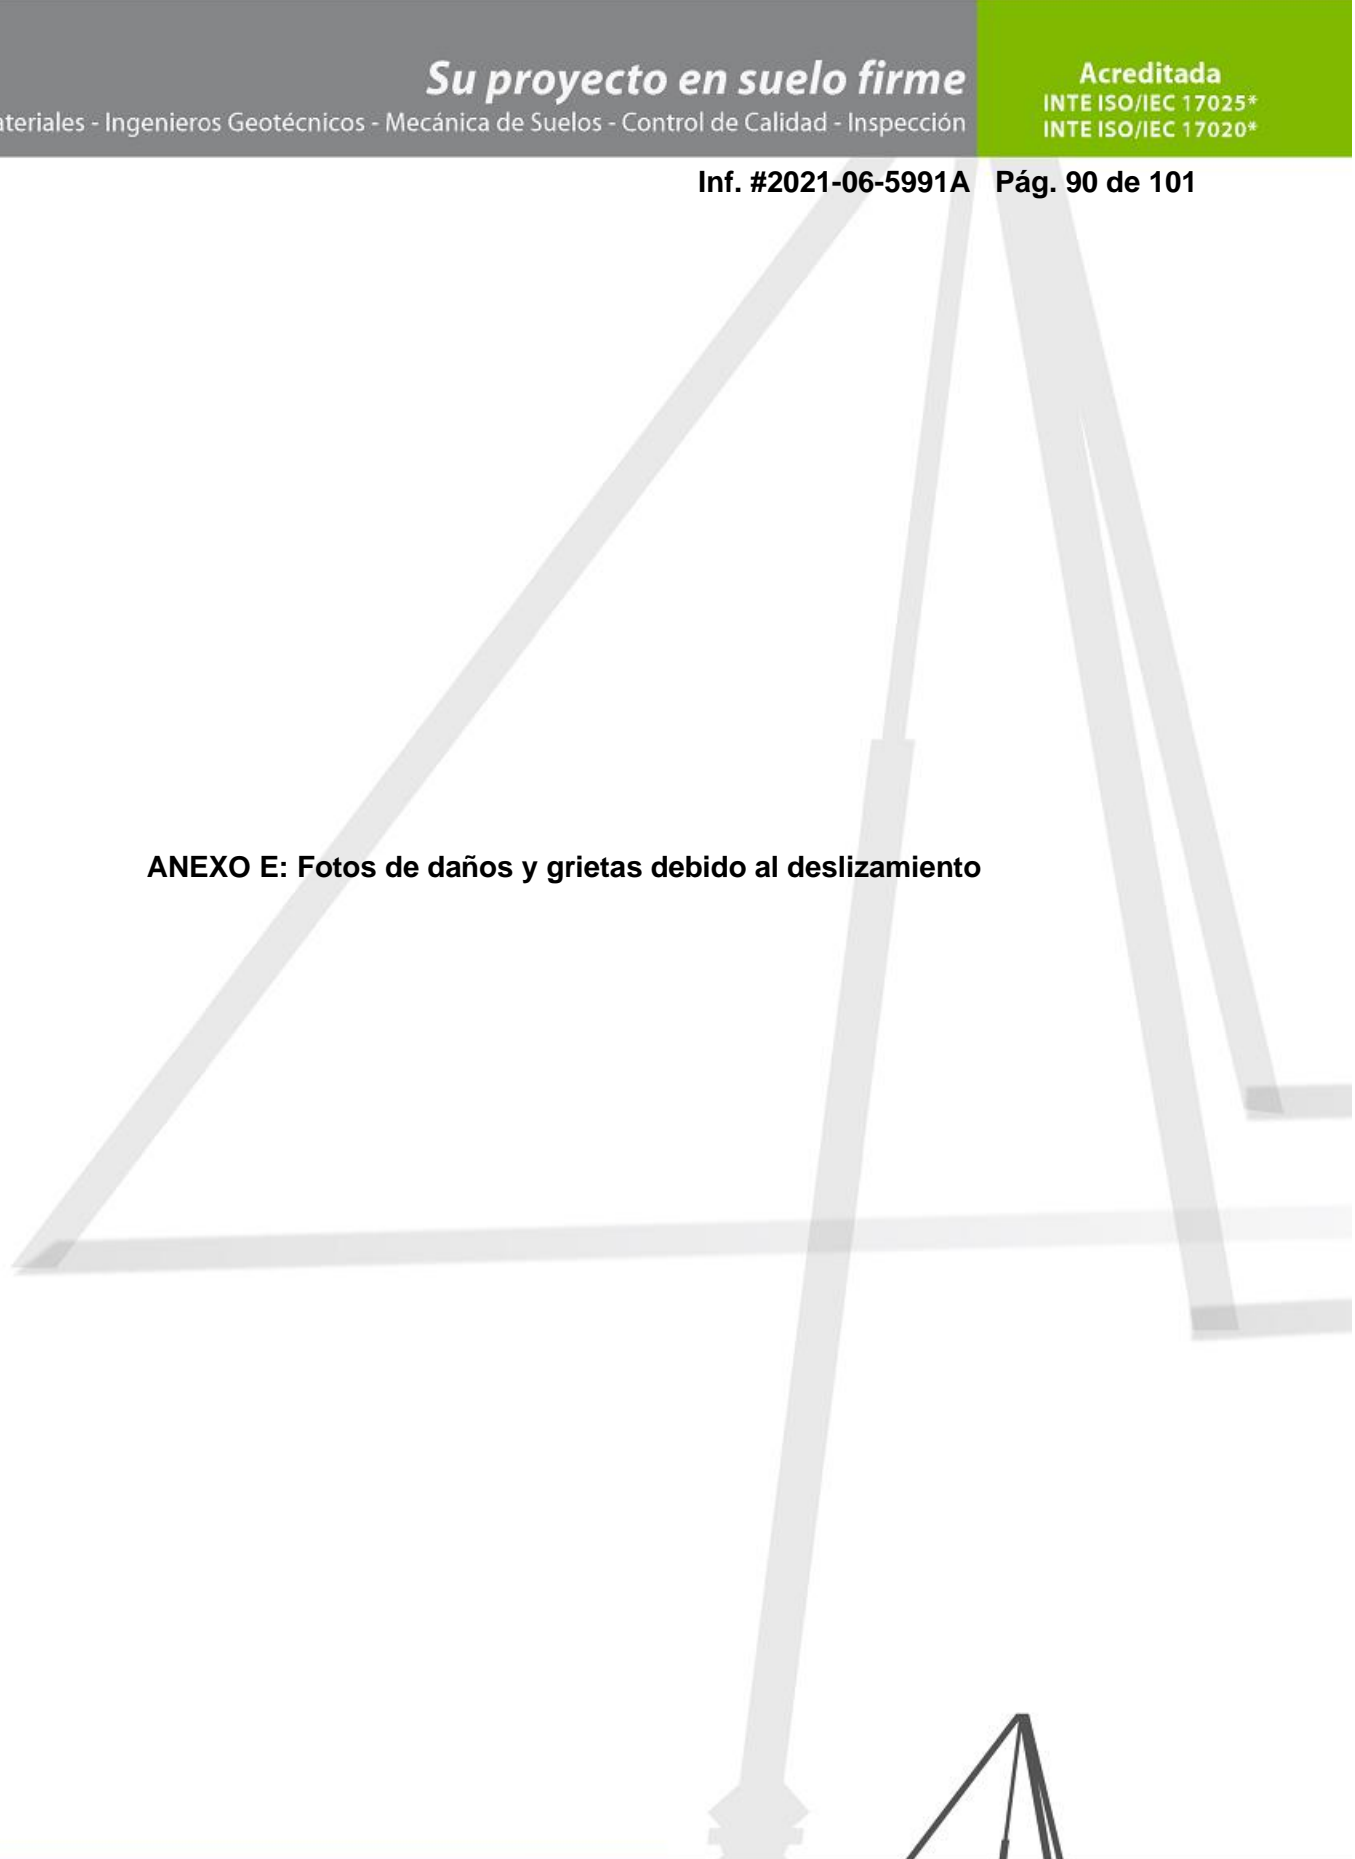 Su proyecto en suelo firme
Ingenieros Geotécnicos - Mecánica de Suelos - Control de Calidad - Inspección
Acreditada
INTE ISO/IEC 17025*
INTE ISO/IEC 17020*
Inf. #2021-06-5991A Pág. 90 de 101
ANEXO E: Fotos de daños y grietas debido al deslizamiento